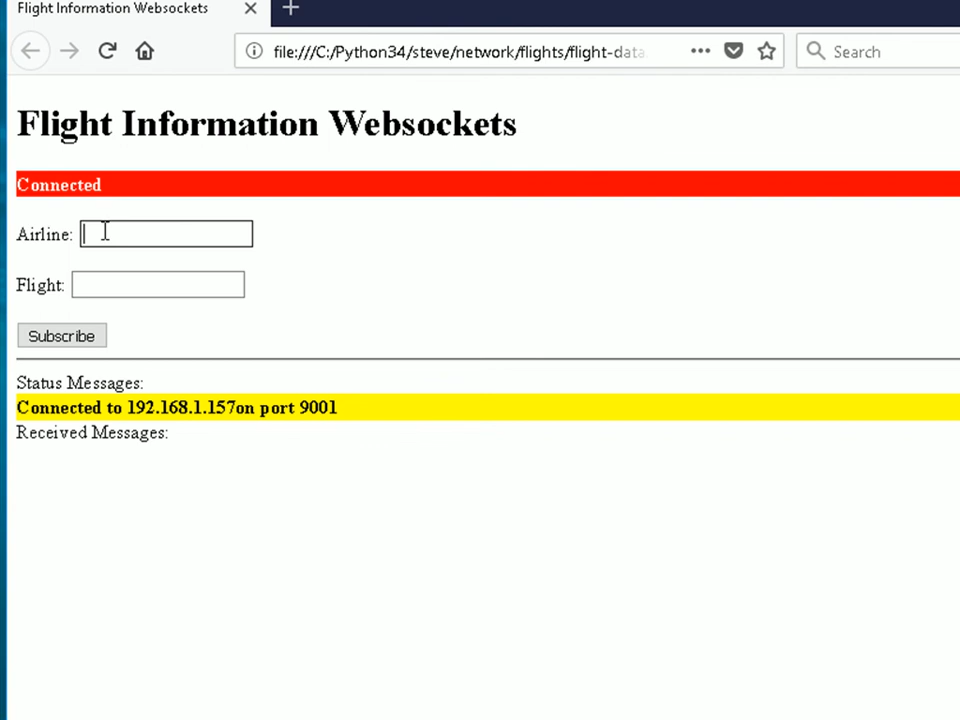 Flight Information Websockets
file:///C:/Python34/steve/network/flights/flight-data
Search
Flight Information Websockets
Connected
Airline:
Flight:
Subscribe
Status Messages:
Connected to 192.168.1.157on port 9001
Received Messages: